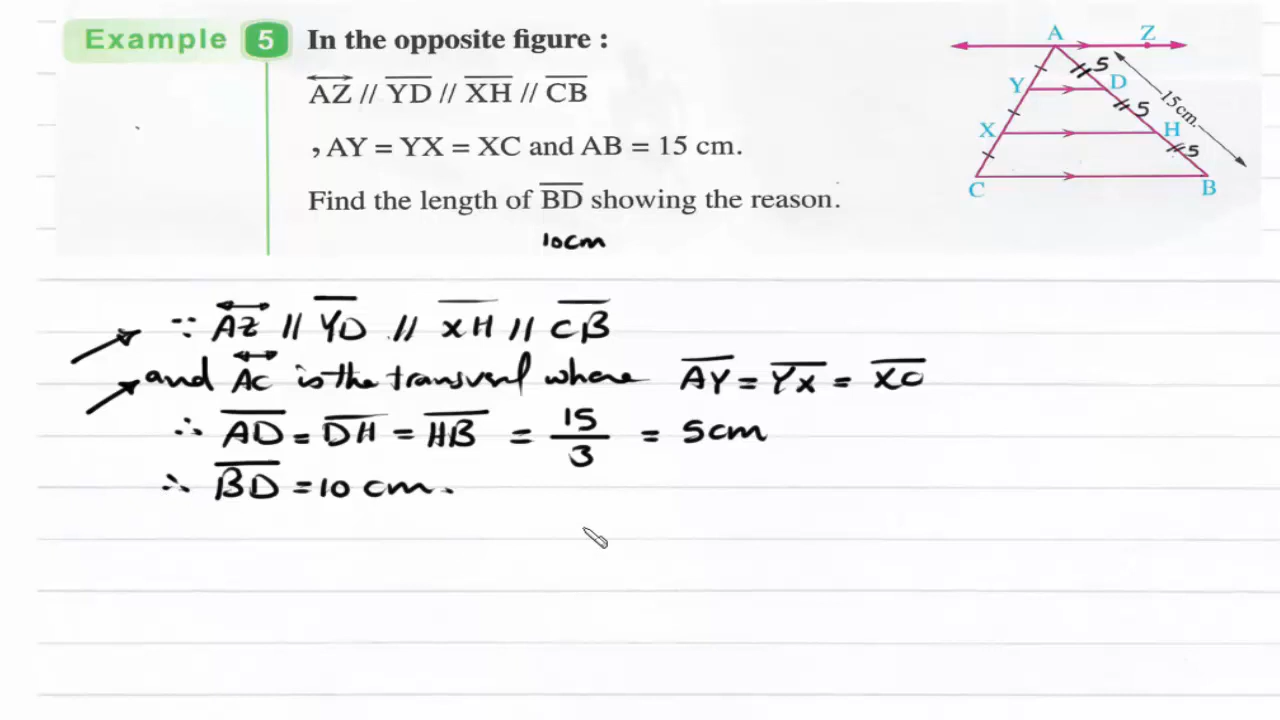 Example 5 In the opposite figure :
AZ // YD // XH // CB
, AY = YX = XC and AB = 15 cm.
Find the length of BD showing the reason.
10cm
A Z
5
Y D
5
15 cm.
X H
5
C B
∵ AZ // YD // XH // CB
and AC is the transversl where AY = YX = XC
∴ AD = DH = HB = 15/3 = 5cm
∴ BD = 10 cm.